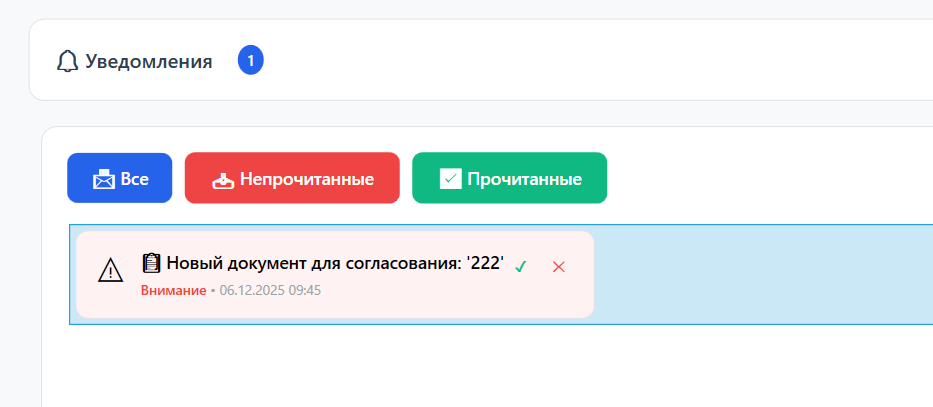 Уведомления 1
Все Непрочитанные Прочитанные
Новый документ для согласования: '222'
Внимание • 06.12.2025 09:45